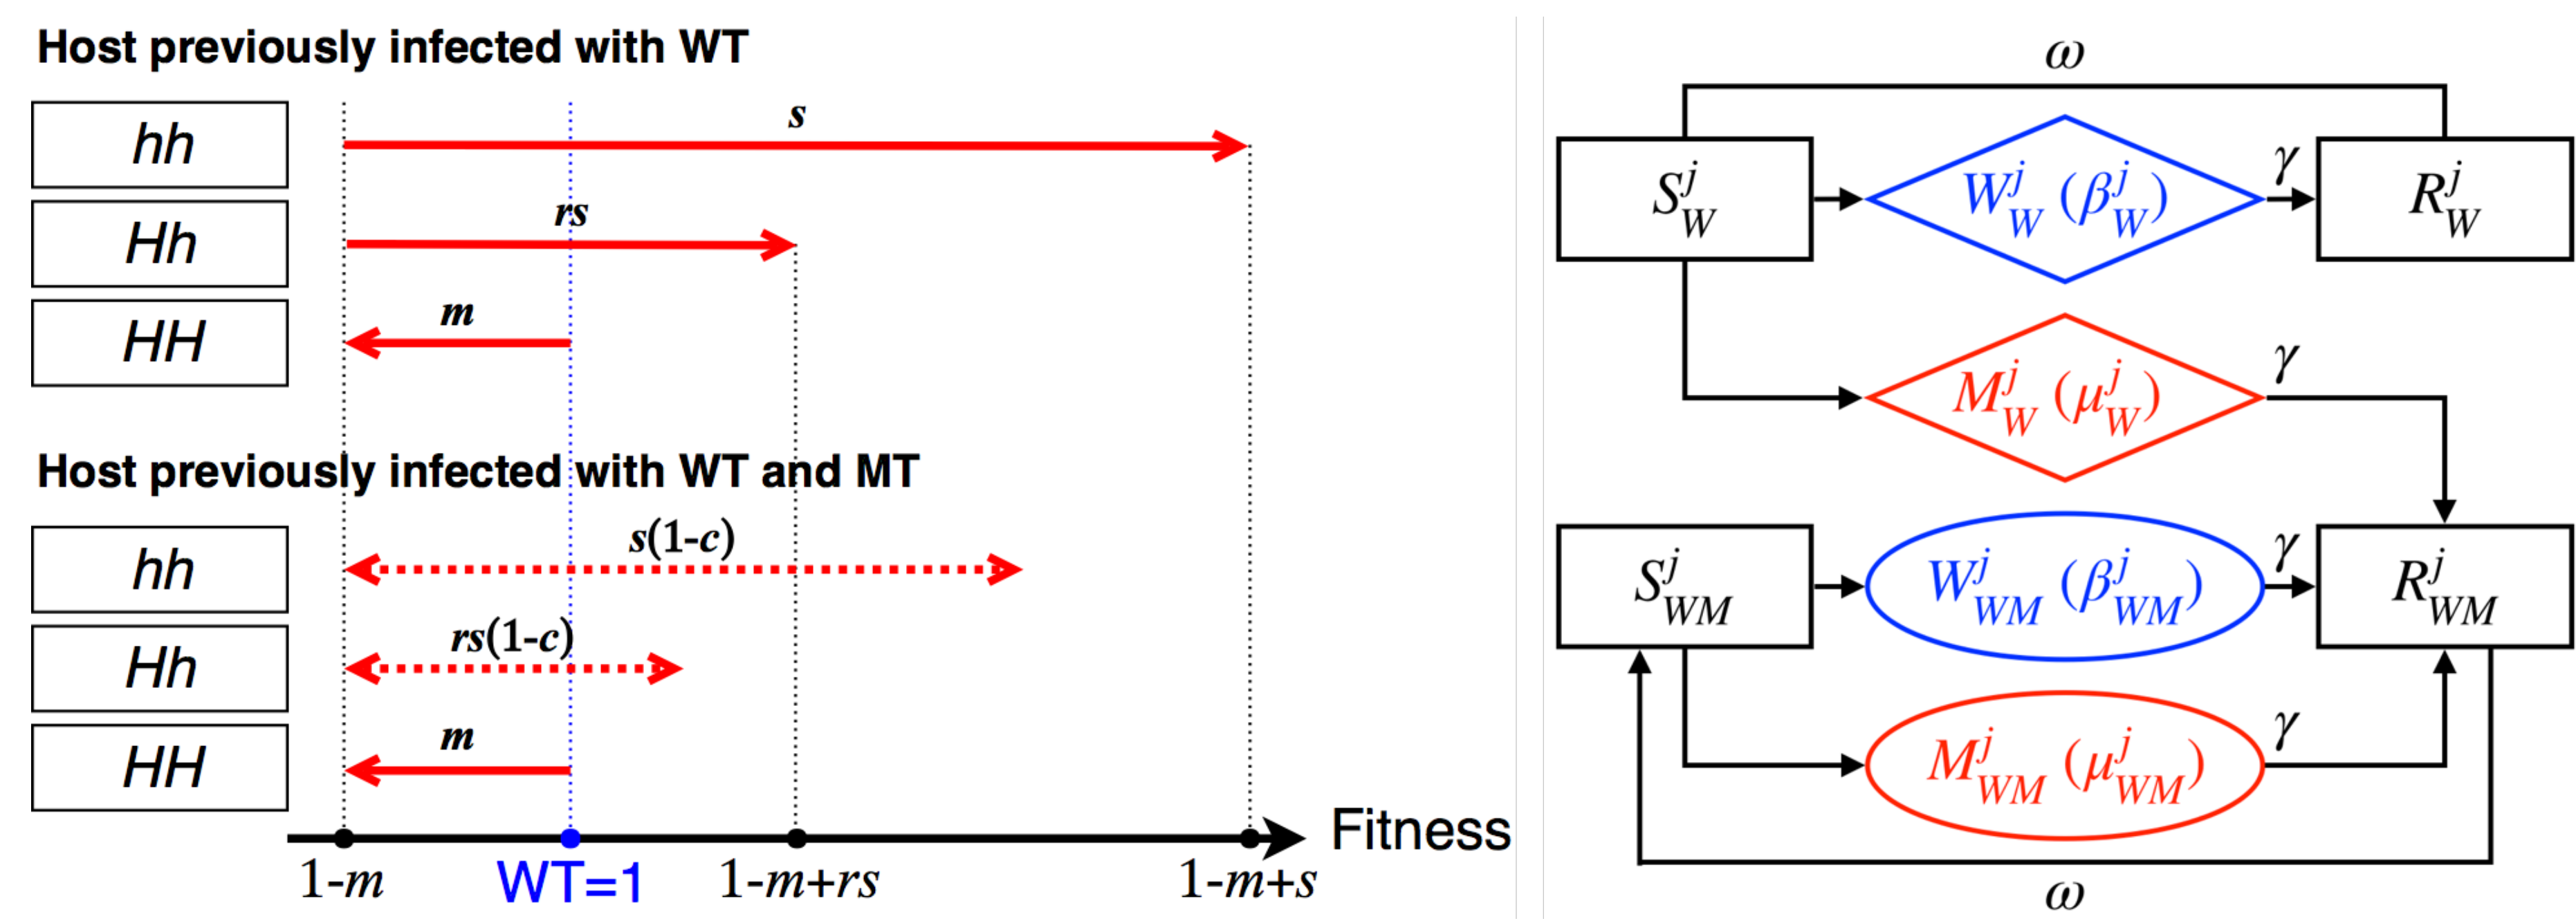 Host previously infected with WT
hh
s
Hh
rs
HH
m
Host previously infected with WT and MT
hh
s(1-c)
Hh
rs(1-c)
HH
m
Fitness
1-m
WT=1
1-m+rs
1-m+s
ω
S^j_W
W^j_W (β^j_W)
γ
R^j_W
M^j_W (μ^j_W)
γ
S^j_WM
W^j_WM (β^j_WM)
γ
R^j_WM
M^j_WM (μ^j_WM)
γ
ω